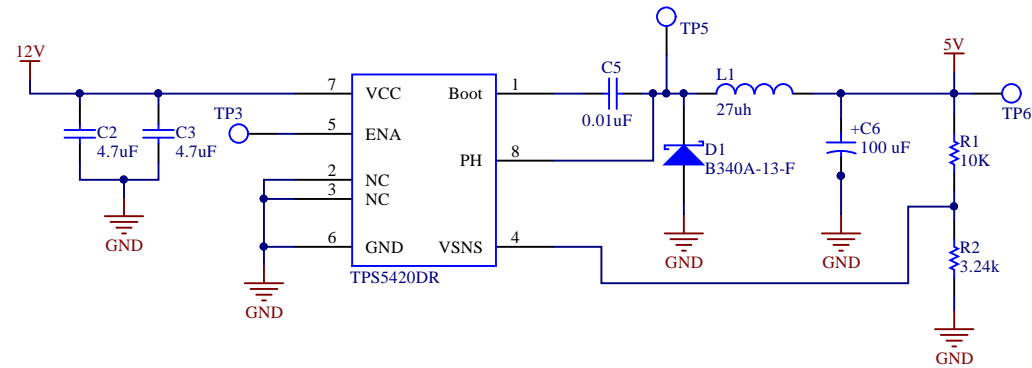 TP5
12V
5V
C5
L1
7
VCC
Boot
1
0.01uF
27uh
TP6
TP3
5
ENA
C2
4.7uF
C3
4.7uF
+C6
100 uF
R1
10K
D1
B340A-13-F
PH
8
2
NC
3
NC
6
GND
VSNS
4
R2
3.24k
GND
GND
GND
TPS5420DR
GND
GND